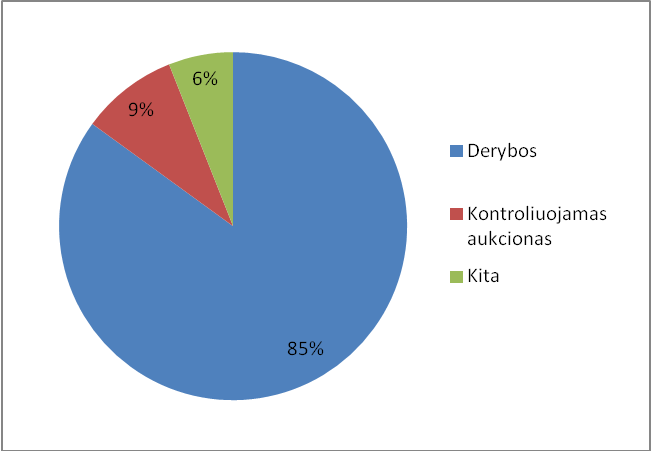 6%
9%
85%
Derybos
Kontroliuojamas
aukcionas
Kita